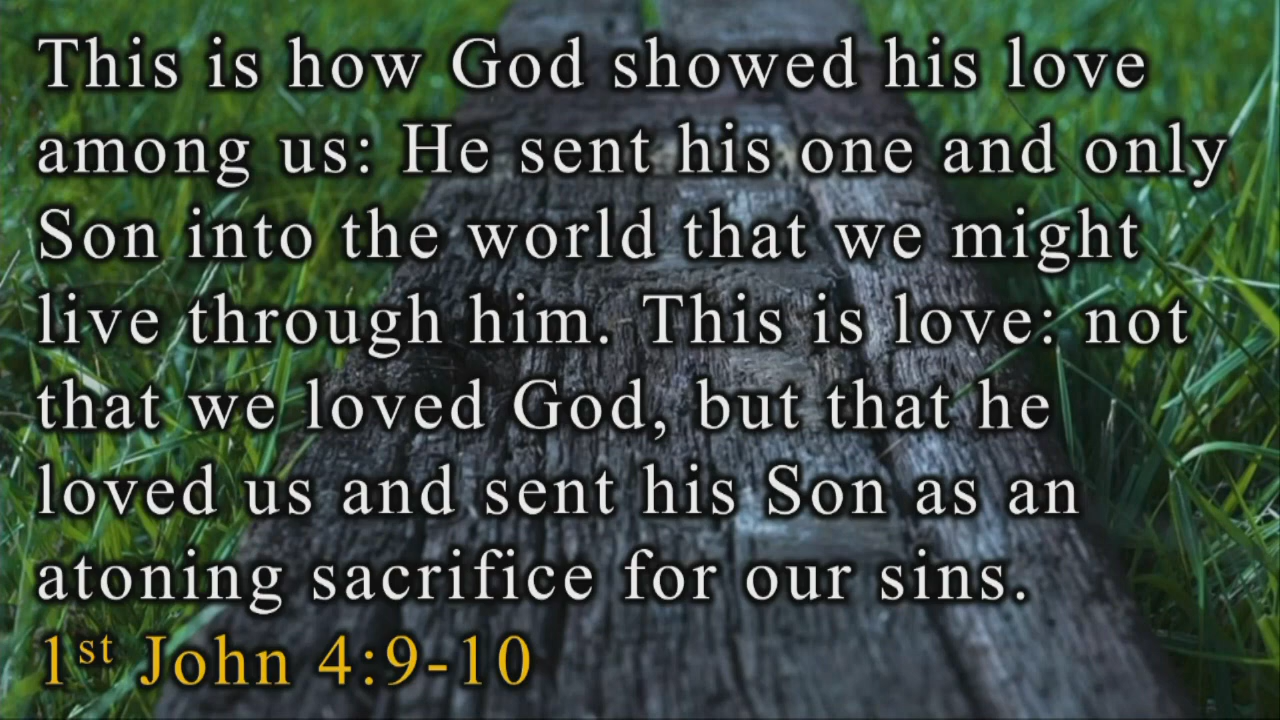 This is how God showed his love
among us: He sent his one and only
Son into the world that we might
live through him. This is love: not
that we loved God, but that he
loved us and sent his Son as an
atoning sacrifice for our sins.
1st John 4:9-10